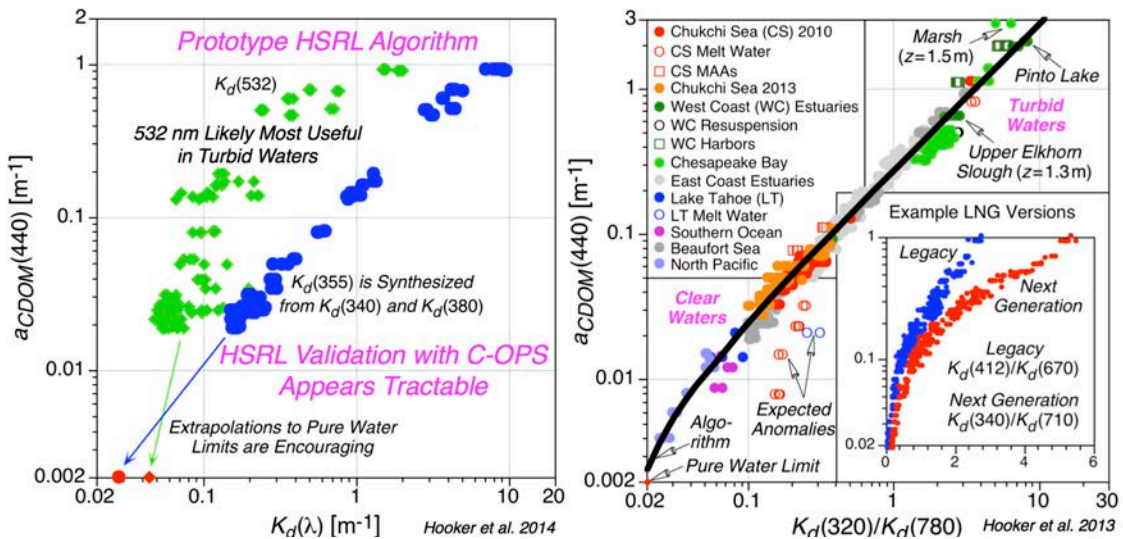 Prototype HSRL Algorithm
Kd(532)
532 nm Likely Most Useful
in Turbid Waters
Kd(355) is Synthesized
from Kd(340) and Kd(380)
HSRL Validation with C-OPS
Appears Tractable
Extrapolations to Pure Water
Limits are Encouraging
aCDOM(440) [m-1]
4
1
0.1
0.01
0.002
0.02
0.1
1
10
20
Kd(λ) [m-1]
Hooker et al. 2014
aCDOM(440) [m-1]
3
1
0.1
0.01
0.002
Chukchi Sea (CS) 2010
CS Melt Water
CS MAAs
Chukchi Sea 2013
West Coast (WC) Estuaries
WC Resuspension
WC Harbors
Chesapeake Bay
East Coast Estuaries
Lake Tahoe (LT)
LT Melt Water
Southern Ocean
Beaufort Sea
North Pacific
Marsh
(z=1.5m)
Pinto Lake
Turbid
Waters
Upper Elkhorn
Slough (z=1.3m)
Clear
Waters
Expected
Anomalies
Algo-
rithm
Pure Water Limit
Example LNG Versions
1
0.1
0.02
Legacy
Next
Generation
Legacy
Kd(412)/Kd(670)
Next Generation
Kd(340)/Kd(710)
0
2
4
6
0.02
0.1
1
10
30
Kd(320)/Kd(780)
Hooker et al. 2013